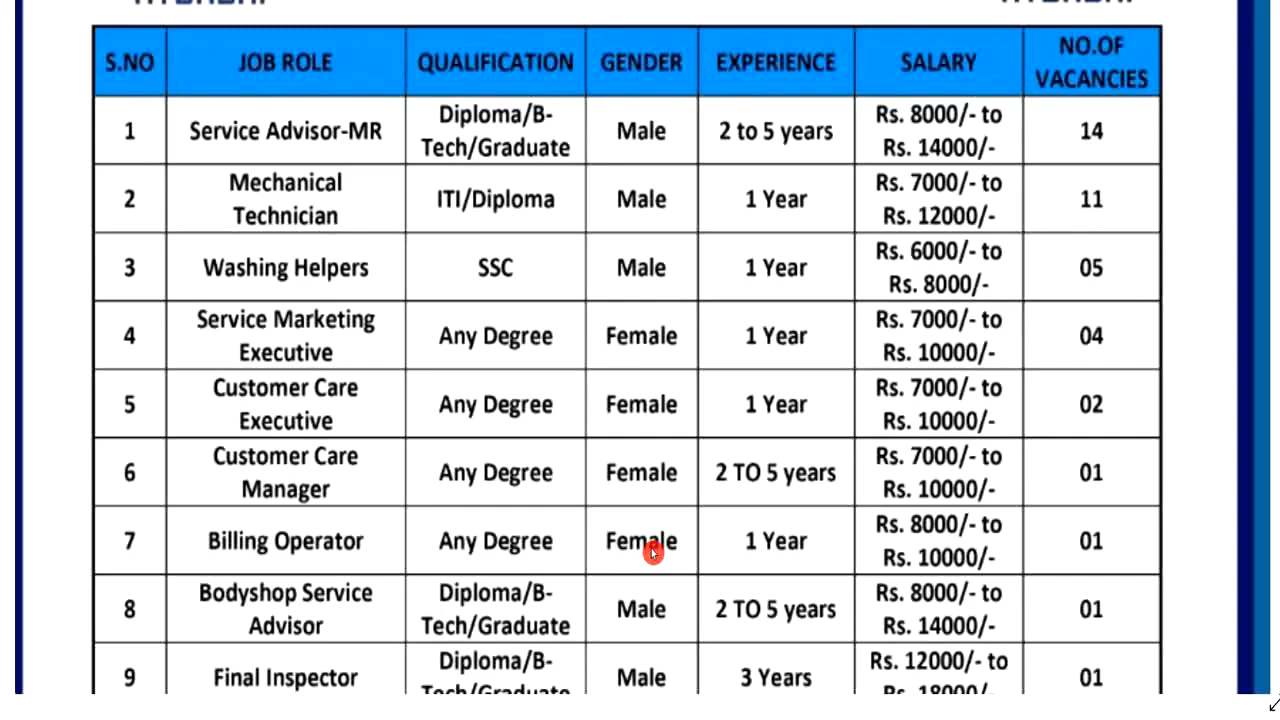 S.NO JOB ROLE QUALIFICATION GENDER EXPERIENCE SALARY NO.OF VACANCIES
1 Service Advisor-MR Diploma/B-Tech/Graduate Male 2 to 5 years Rs. 8000/- to Rs. 14000/- 14
2 Mechanical Technician ITI/Diploma Male 1 Year Rs. 7000/- to Rs. 12000/- 11
3 Washing Helpers SSC Male 1 Year Rs. 6000/- to Rs. 8000/- 05
4 Service Marketing Executive Any Degree Female 1 Year Rs. 7000/- to Rs. 10000/- 04
5 Customer Care Executive Any Degree Female 1 Year Rs. 7000/- to Rs. 10000/- 02
6 Customer Care Manager Any Degree Female 2 TO 5 years Rs. 7000/- to Rs. 10000/- 01
7 Billing Operator Any Degree Female 1 Year Rs. 8000/- to Rs. 10000/- 01
8 Bodyshop Service Advisor Diploma/B-Tech/Graduate Male 2 TO 5 years Rs. 8000/- to Rs. 14000/- 01
9 Final Inspector Diploma/B-Tech/Graduate Male 3 Years Rs. 12000/- to Rs. 18000/- 01